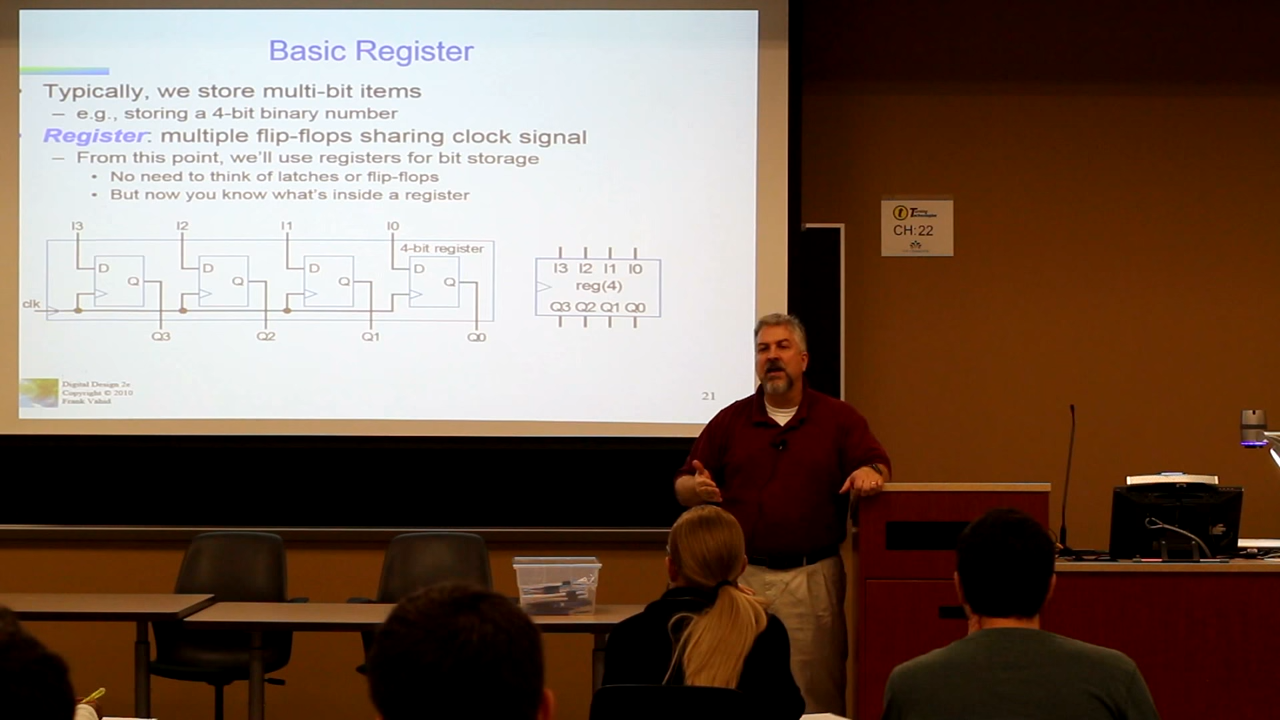 Basic Register
• Typically, we store multi-bit items
– e.g., storing a 4-bit binary number
• Register: multiple flip-flops sharing clock signal
– From this point, we'll use registers for bit storage
• No need to think of latches or flip-flops
• But now you know what's inside a register
I3 I2 I1 I0
4-bit register
D D D D
Q Q Q Q
clk
Q3 Q2 Q1 Q0
I3 I2 I1 I0
reg(4)
Q3 Q2 Q1 Q0
Digital Design 2e
Copyright © 2010
Frank Vahid
21
Turning
Technologies
CH:22